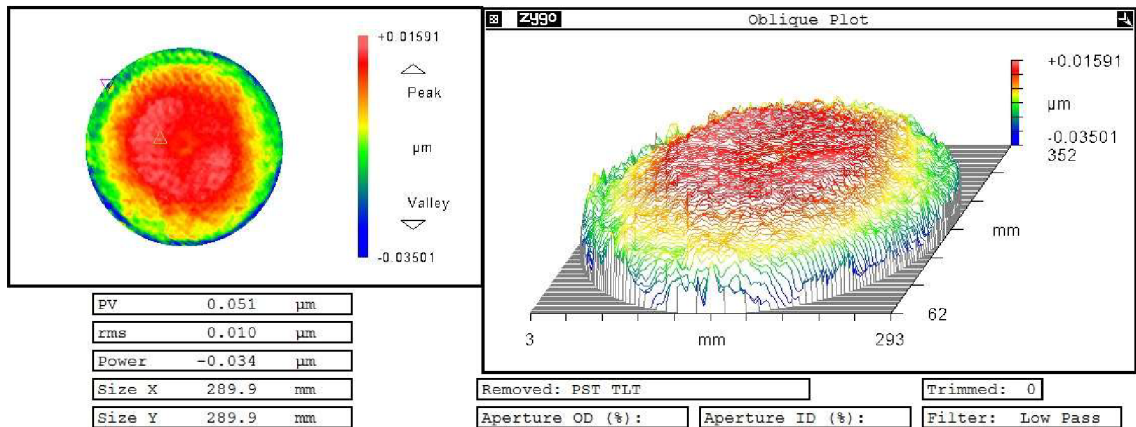 +0.01591
Peak
µm
Valley
-0.03501
zygo
Oblique Plot
+0.01591
µm
-0.03501
352
mm
62
3
mm
293
PV 0.051 µm
rms 0.010 µm
Power -0.034 µm
Size X 289.9 mm
Size Y 289.9 mm
Removed: PST TLT
Trimmed: 0
Aperture OD (%):
Aperture ID (%):
Filter: Low Pass